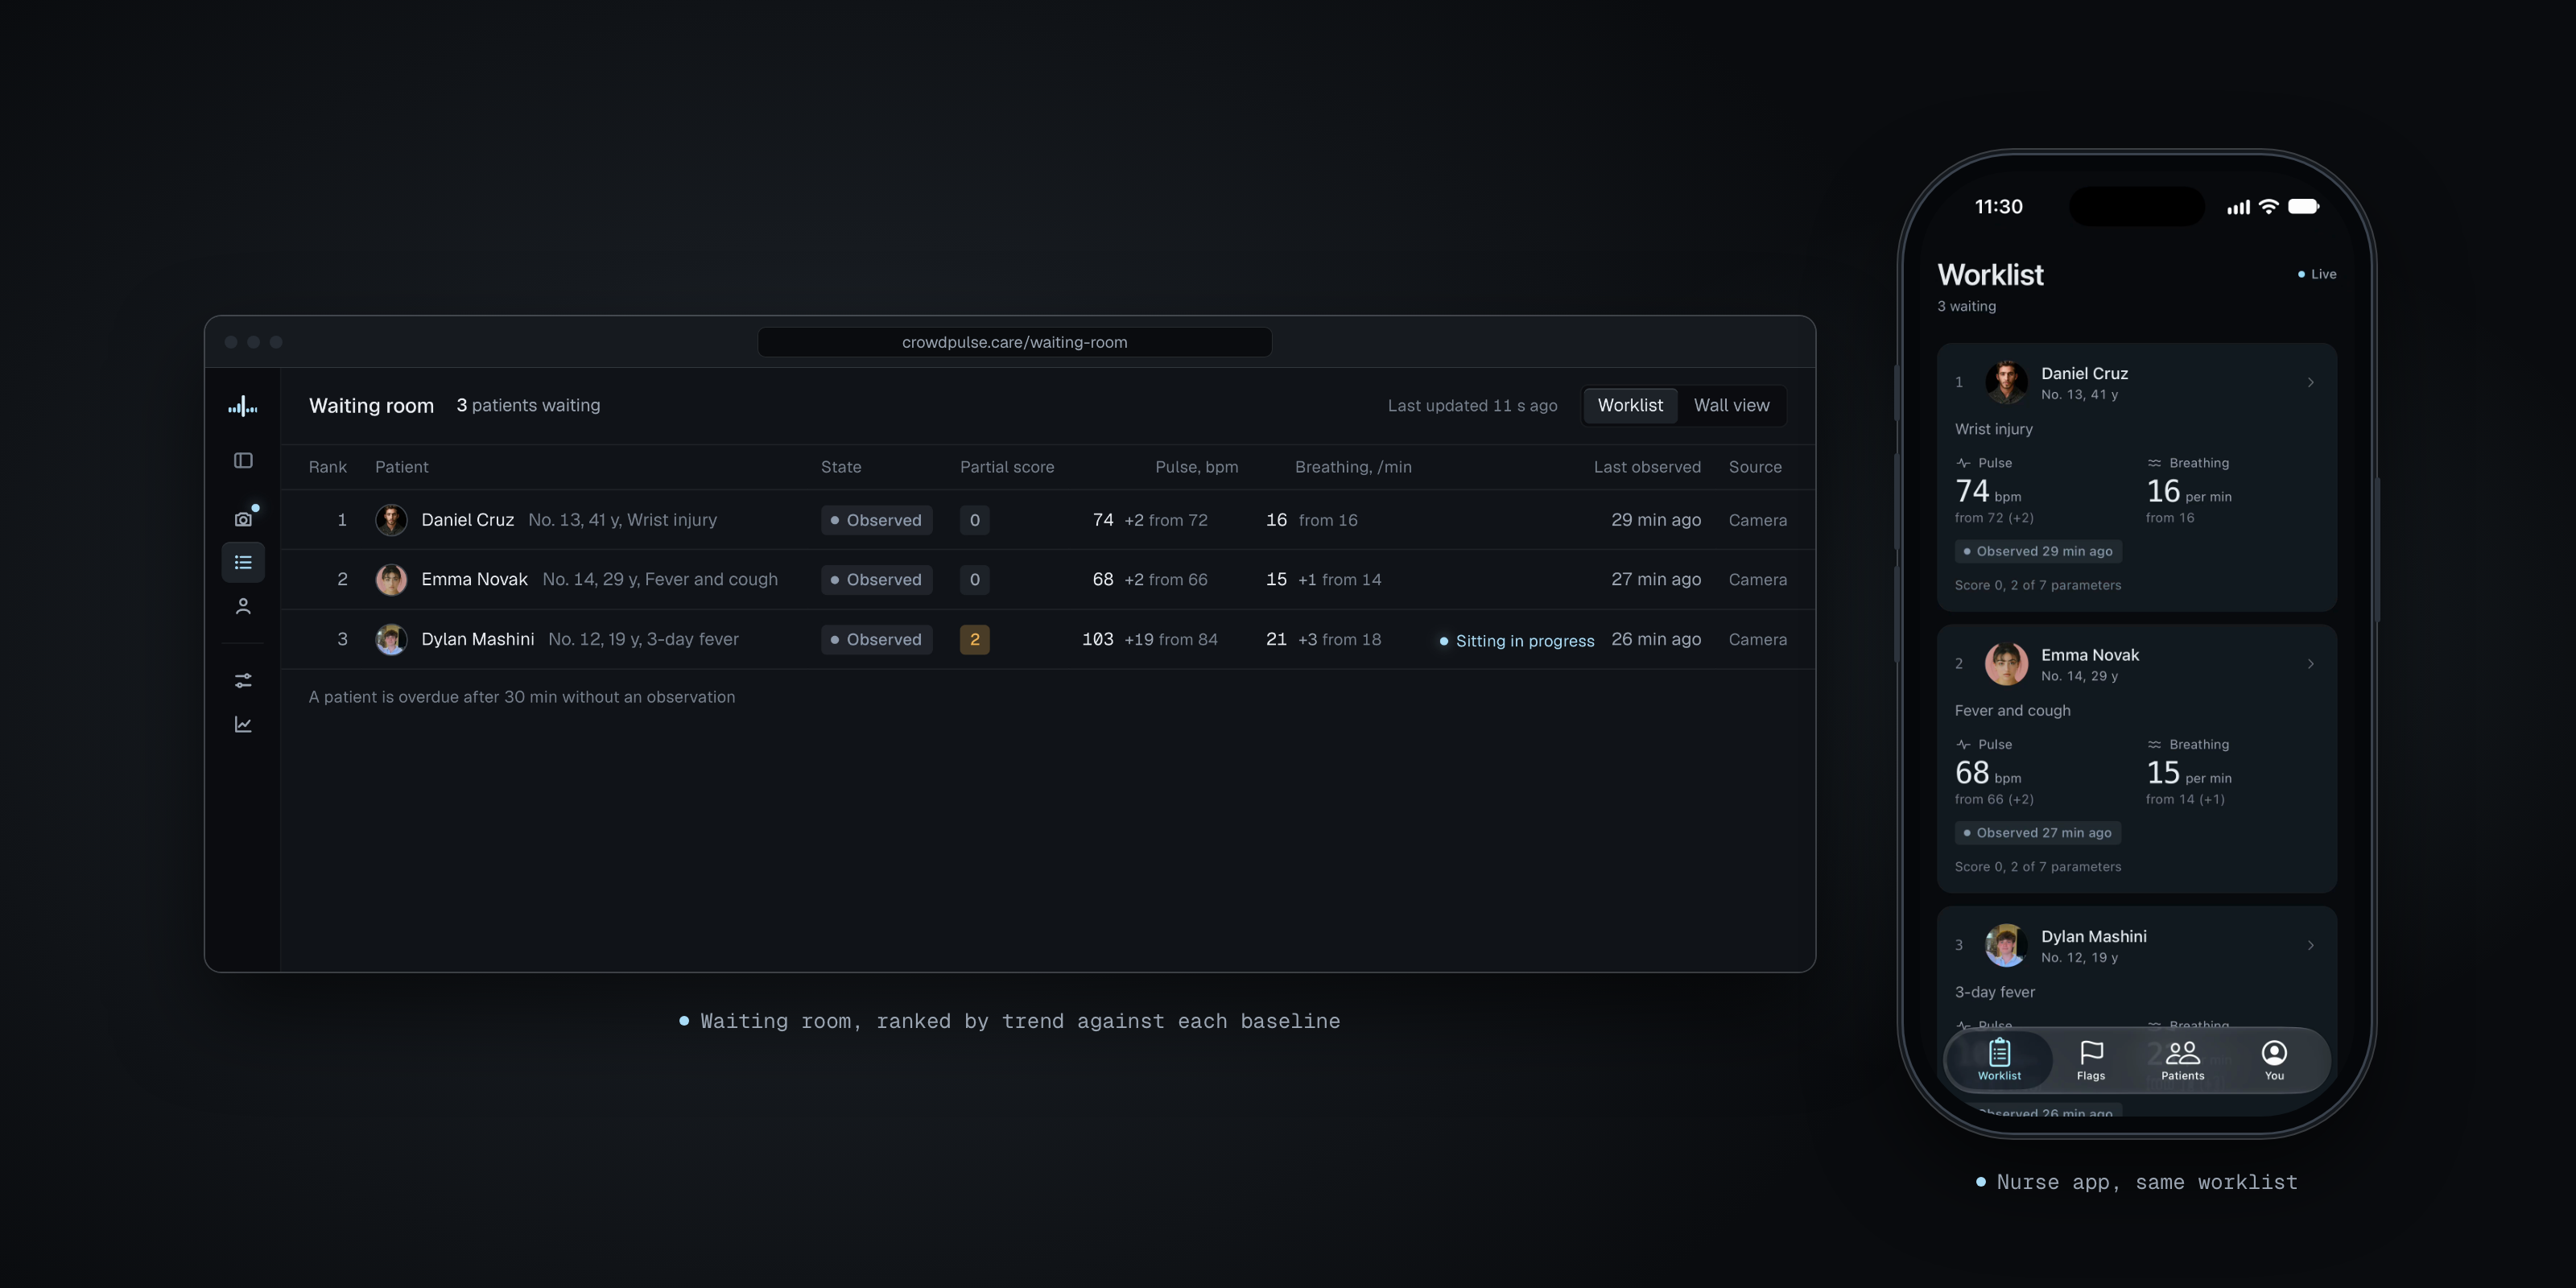 crowdpulse.care/waiting-room
Waiting room 3 patients waiting Last updated 11 s ago Worklist Wall view
Rank Patient State Partial score Pulse, bpm Breathing, /min Last observed Source
1 Daniel Cruz No. 13, 41 y, Wrist injury Observed 0 74 +2 from 72 16 from 16 29 min ago Camera
2 Emma Novak No. 14, 29 y, Fever and cough Observed 0 68 +2 from 66 15 +1 from 14 27 min ago Camera
3 Dylan Mashini No. 12, 19 y, 3-day fever Observed 2 103 +19 from 84 21 +3 from 18 Sitting in progress 26 min ago Camera
A patient is overdue after 30 min without an observation
Waiting room, ranked by trend against each baseline
11:30
Worklist Live
3 waiting
1 Daniel Cruz
No. 13, 41 y
Wrist injury
Pulse Breathing
74 bpm 16 per min
from 72 (+2) from 16
Observed 29 min ago
Score 0, 2 of 7 parameters
2 Emma Novak
No. 14, 29 y
Fever and cough
Pulse Breathing
68 bpm 15 per min
from 66 (+2) from 14 (+1)
Observed 27 min ago
Score 0, 2 of 7 parameters
3 Dylan Mashini
No. 12, 19 y
3-day fever
Pulse Breathing
Worklist Flags Patients You
Observed 26 min ago
Nurse app, same worklist